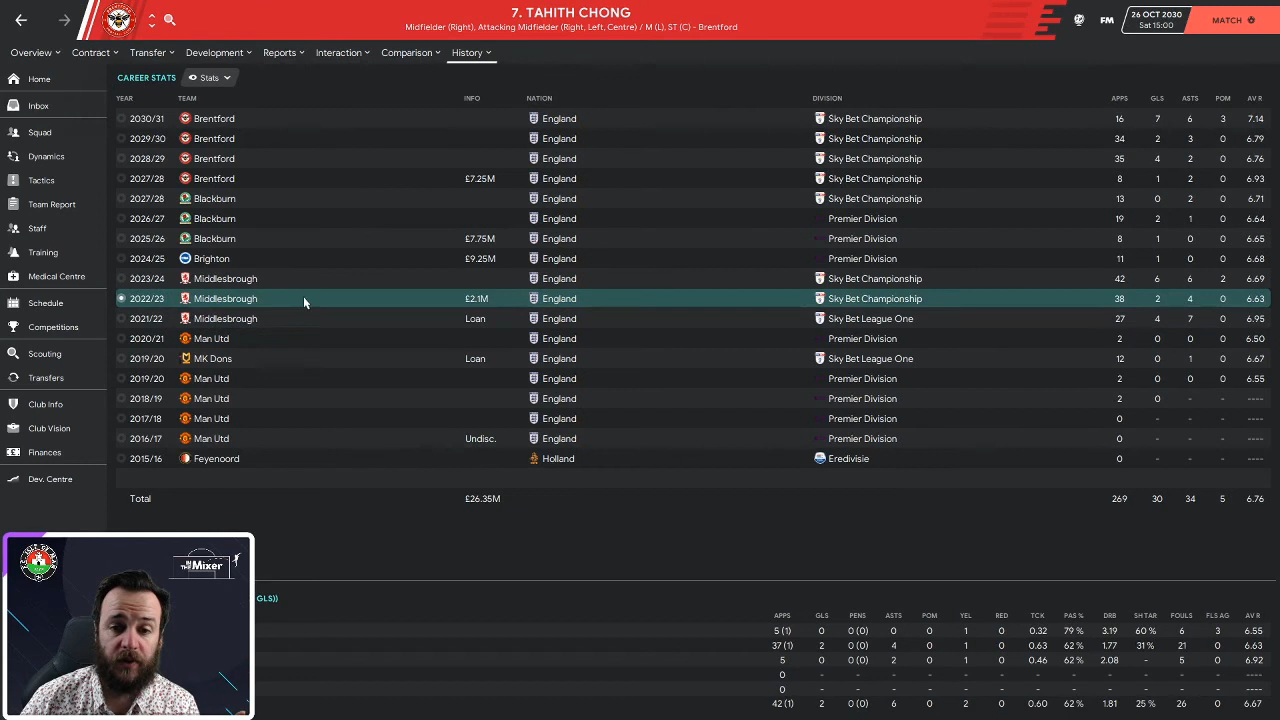 7. TAHITH CHONG
Midfielder (Right), Attacking Midfielder (Right, Left, Centre) / M (L), ST (C) - Brentford
FM
26 OCT 2030
Sat 15:00
MATCH
Overview Contract Transfer Development Reports Interaction Comparison History
Home
Inbox
Squad
Dynamics
Tactics
Team Report
Staff
Training
Medical Centre
Schedule
Competitions
Scouting
Transfers
Club Info
Club Vision
Finances
Dev. Centre
CAREER STATS Stats
YEAR TEAM INFO NATION DIVISION APPS GLS ASTS POM AV R
2030/31 Brentford England Sky Bet Championship 16 7 6 3 7.14
2029/30 Brentford England Sky Bet Championship 34 2 3 0 6.79
2028/29 Brentford England Sky Bet Championship 35 4 2 0 6.76
2027/28 Brentford £7.25M England Sky Bet Championship 8 1 2 0 6.93
2027/28 Blackburn England Sky Bet Championship 13 0 2 0 6.71
2026/27 Blackburn England Premier Division 19 2 1 0 6.64
2025/26 Blackburn £7.75M England Premier Division 8 1 0 0 6.65
2024/25 Brighton £9.25M England Premier Division 11 1 0 0 6.68
2023/24 Middlesbrough England Sky Bet Championship 42 6 6 2 6.69
2022/23 Middlesbrough £2.1M England Sky Bet Championship 38 2 4 0 6.63
2021/22 Middlesbrough Loan England Sky Bet League One 27 4 7 0 6.95
2020/21 Man Utd England Premier Division 2 0 0 0 6.50
2019/20 MK Dons Loan England Sky Bet League One 12 0 1 0 6.67
2019/20 Man Utd England Premier Division 2 0 0 0 6.55
2018/19 Man Utd England Premier Division 2 0 - - ----
2017/18 Man Utd England Premier Division 0 - - - ----
2016/17 Man Utd Undisc. England Premier Division 0 - - - ----
2015/16 Feyenoord Holland Eredivisie 0 - - - ----
Total £26.35M 269 30 34 5 6.76
GLS))
APPS GLS PENS ASTS POM YEL RED TCK PAS % DRB SH TAR FOULS FLS AG AV R
5 (1) 0 0 (0) 0 0 1 0 0.32 79 % 3.19 60 % 6 3 6.55
37 (1) 2 0 (0) 4 0 1 0 0.63 62 % 1.77 31 % 21 0 6.63
5 0 0 (0) 2 0 1 0 0.46 62 % 2.08 - 5 0 6.92
0 - - - - - - - - - - - - ----
0 - - - - - - - - - - - - ----
42 (1) 2 0 (0) 6 0 2 0 0.60 62 % 1.81 25 % 26 0 6.67
IN THE Mixer